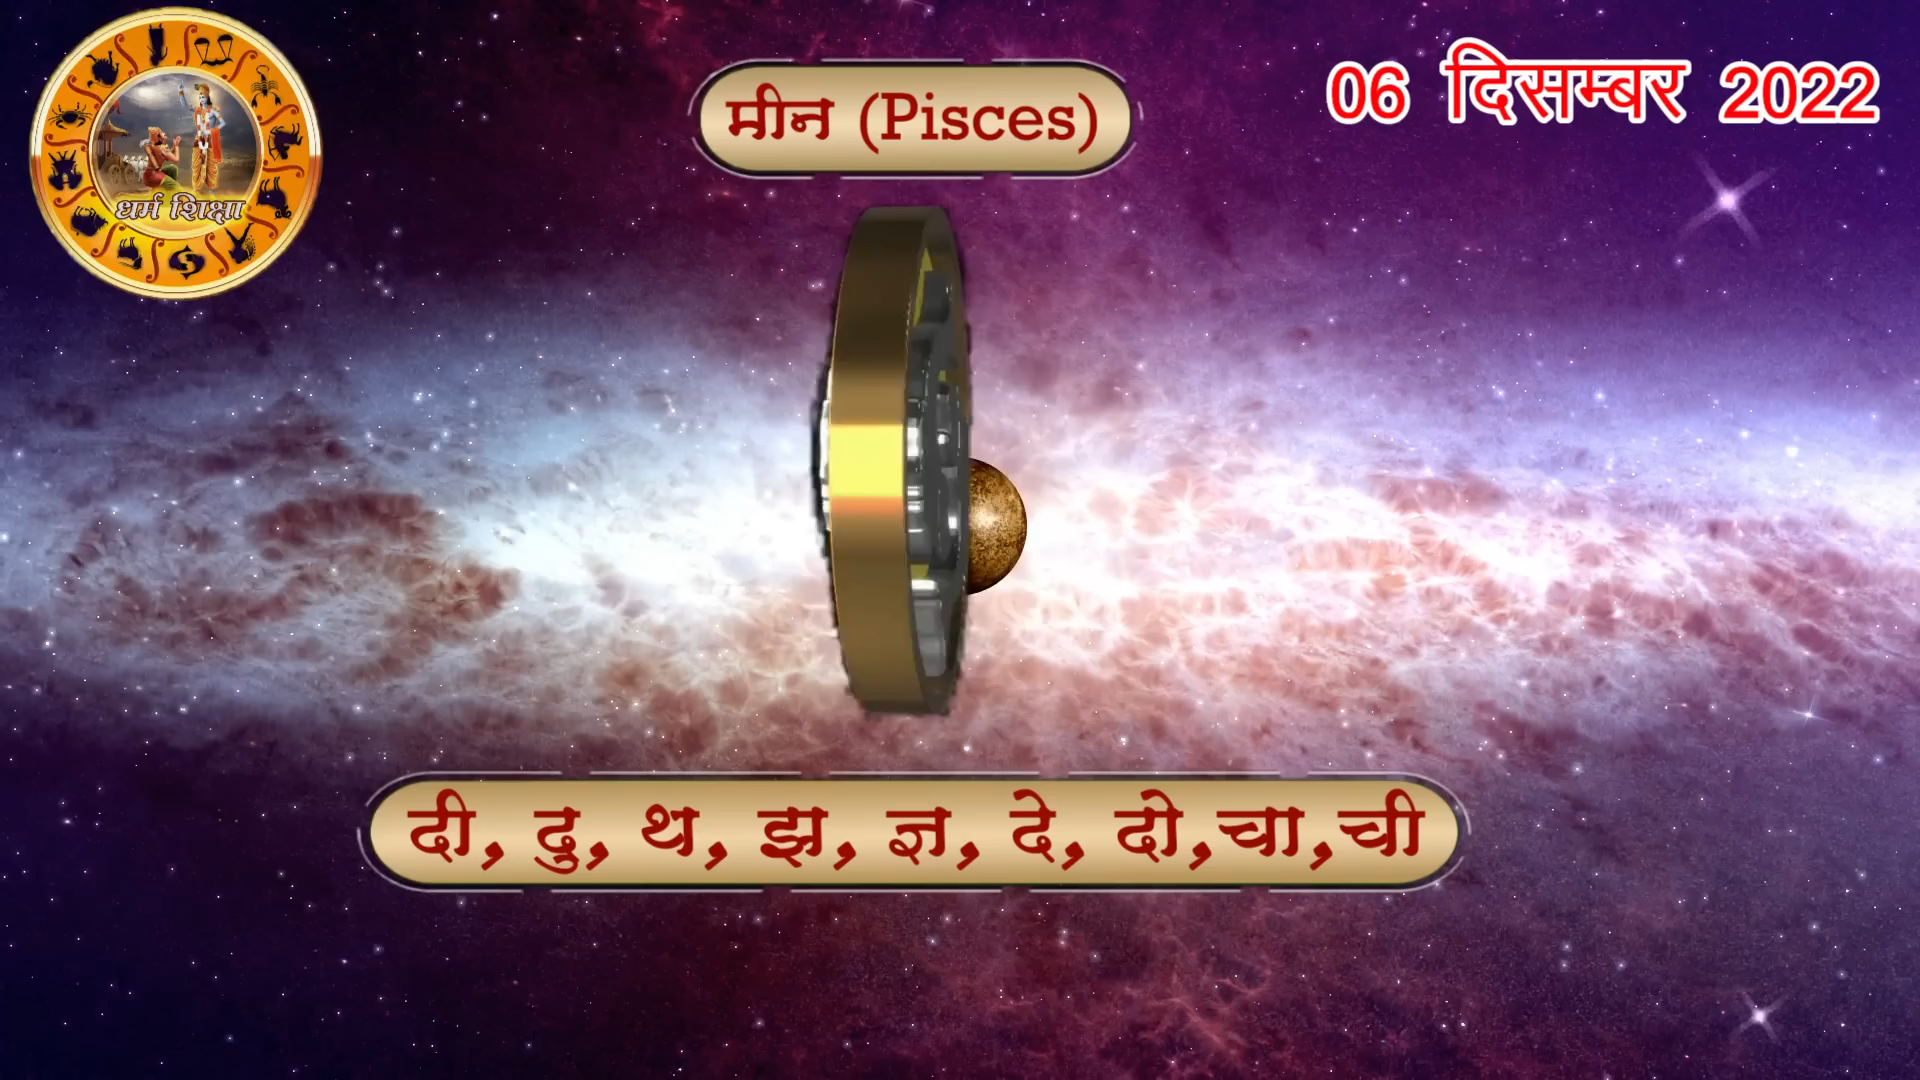 धर्म शिक्षा
मीन (Pisces)
06 दिसम्बर 2022
दी, दु, थ, झ, ज्ञ, दे, दो,चा,ची